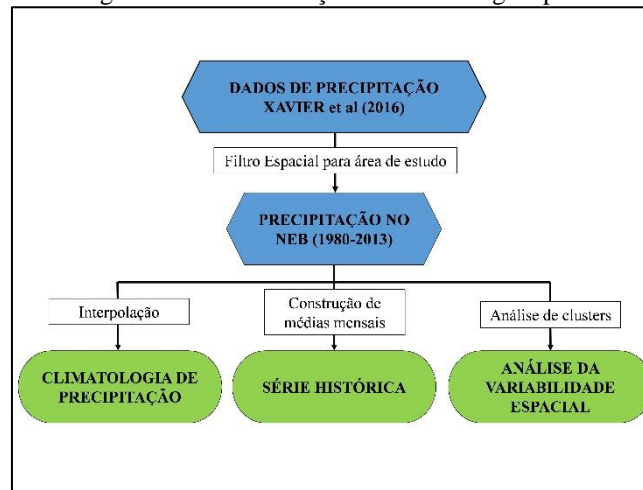 DADOS DE PRECIPITAÇÃO
XAVIER et al (2016)
Filtro Espacial para área de estudo
PRECIPITAÇÃO NO
NEB (1980-2013)
Interpolação
Construção de
médias mensais
Análise de clusters
CLIMATOLOGIA DE
PRECIPITAÇÃO
SÉRIE HISTÓRICA
ANÁLISE DA
VARIABILIDADE
ESPACIAL